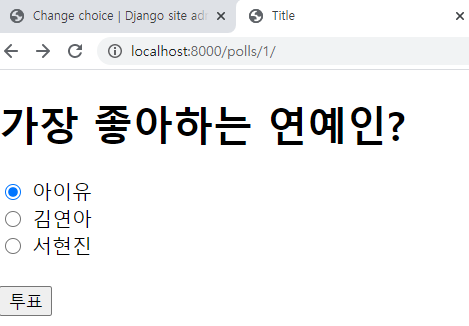 Change choice | Django site adm
Title
localhost:8000/polls/1/
가장 좋아하는 연예인?
아이유
김연아
서현진
투표